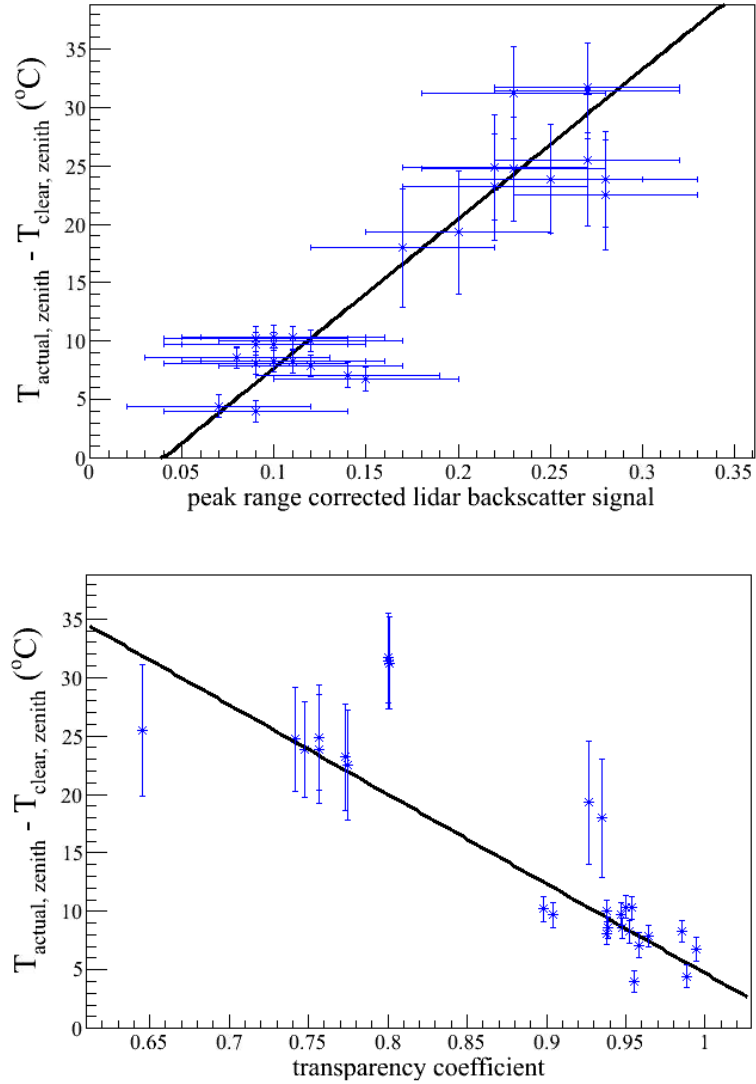 T_actual, zenith - T_clear, zenith (°C)
35
30
25
20
15
10
5
0
0 0.05 0.1 0.15 0.2 0.25 0.3 0.35
peak range corrected lidar backscatter signal
T_actual, zenith - T_clear, zenith (°C)
35
30
25
20
15
10
5
0
0.65 0.7 0.75 0.8 0.85 0.9 0.95 1
transparency coefficient